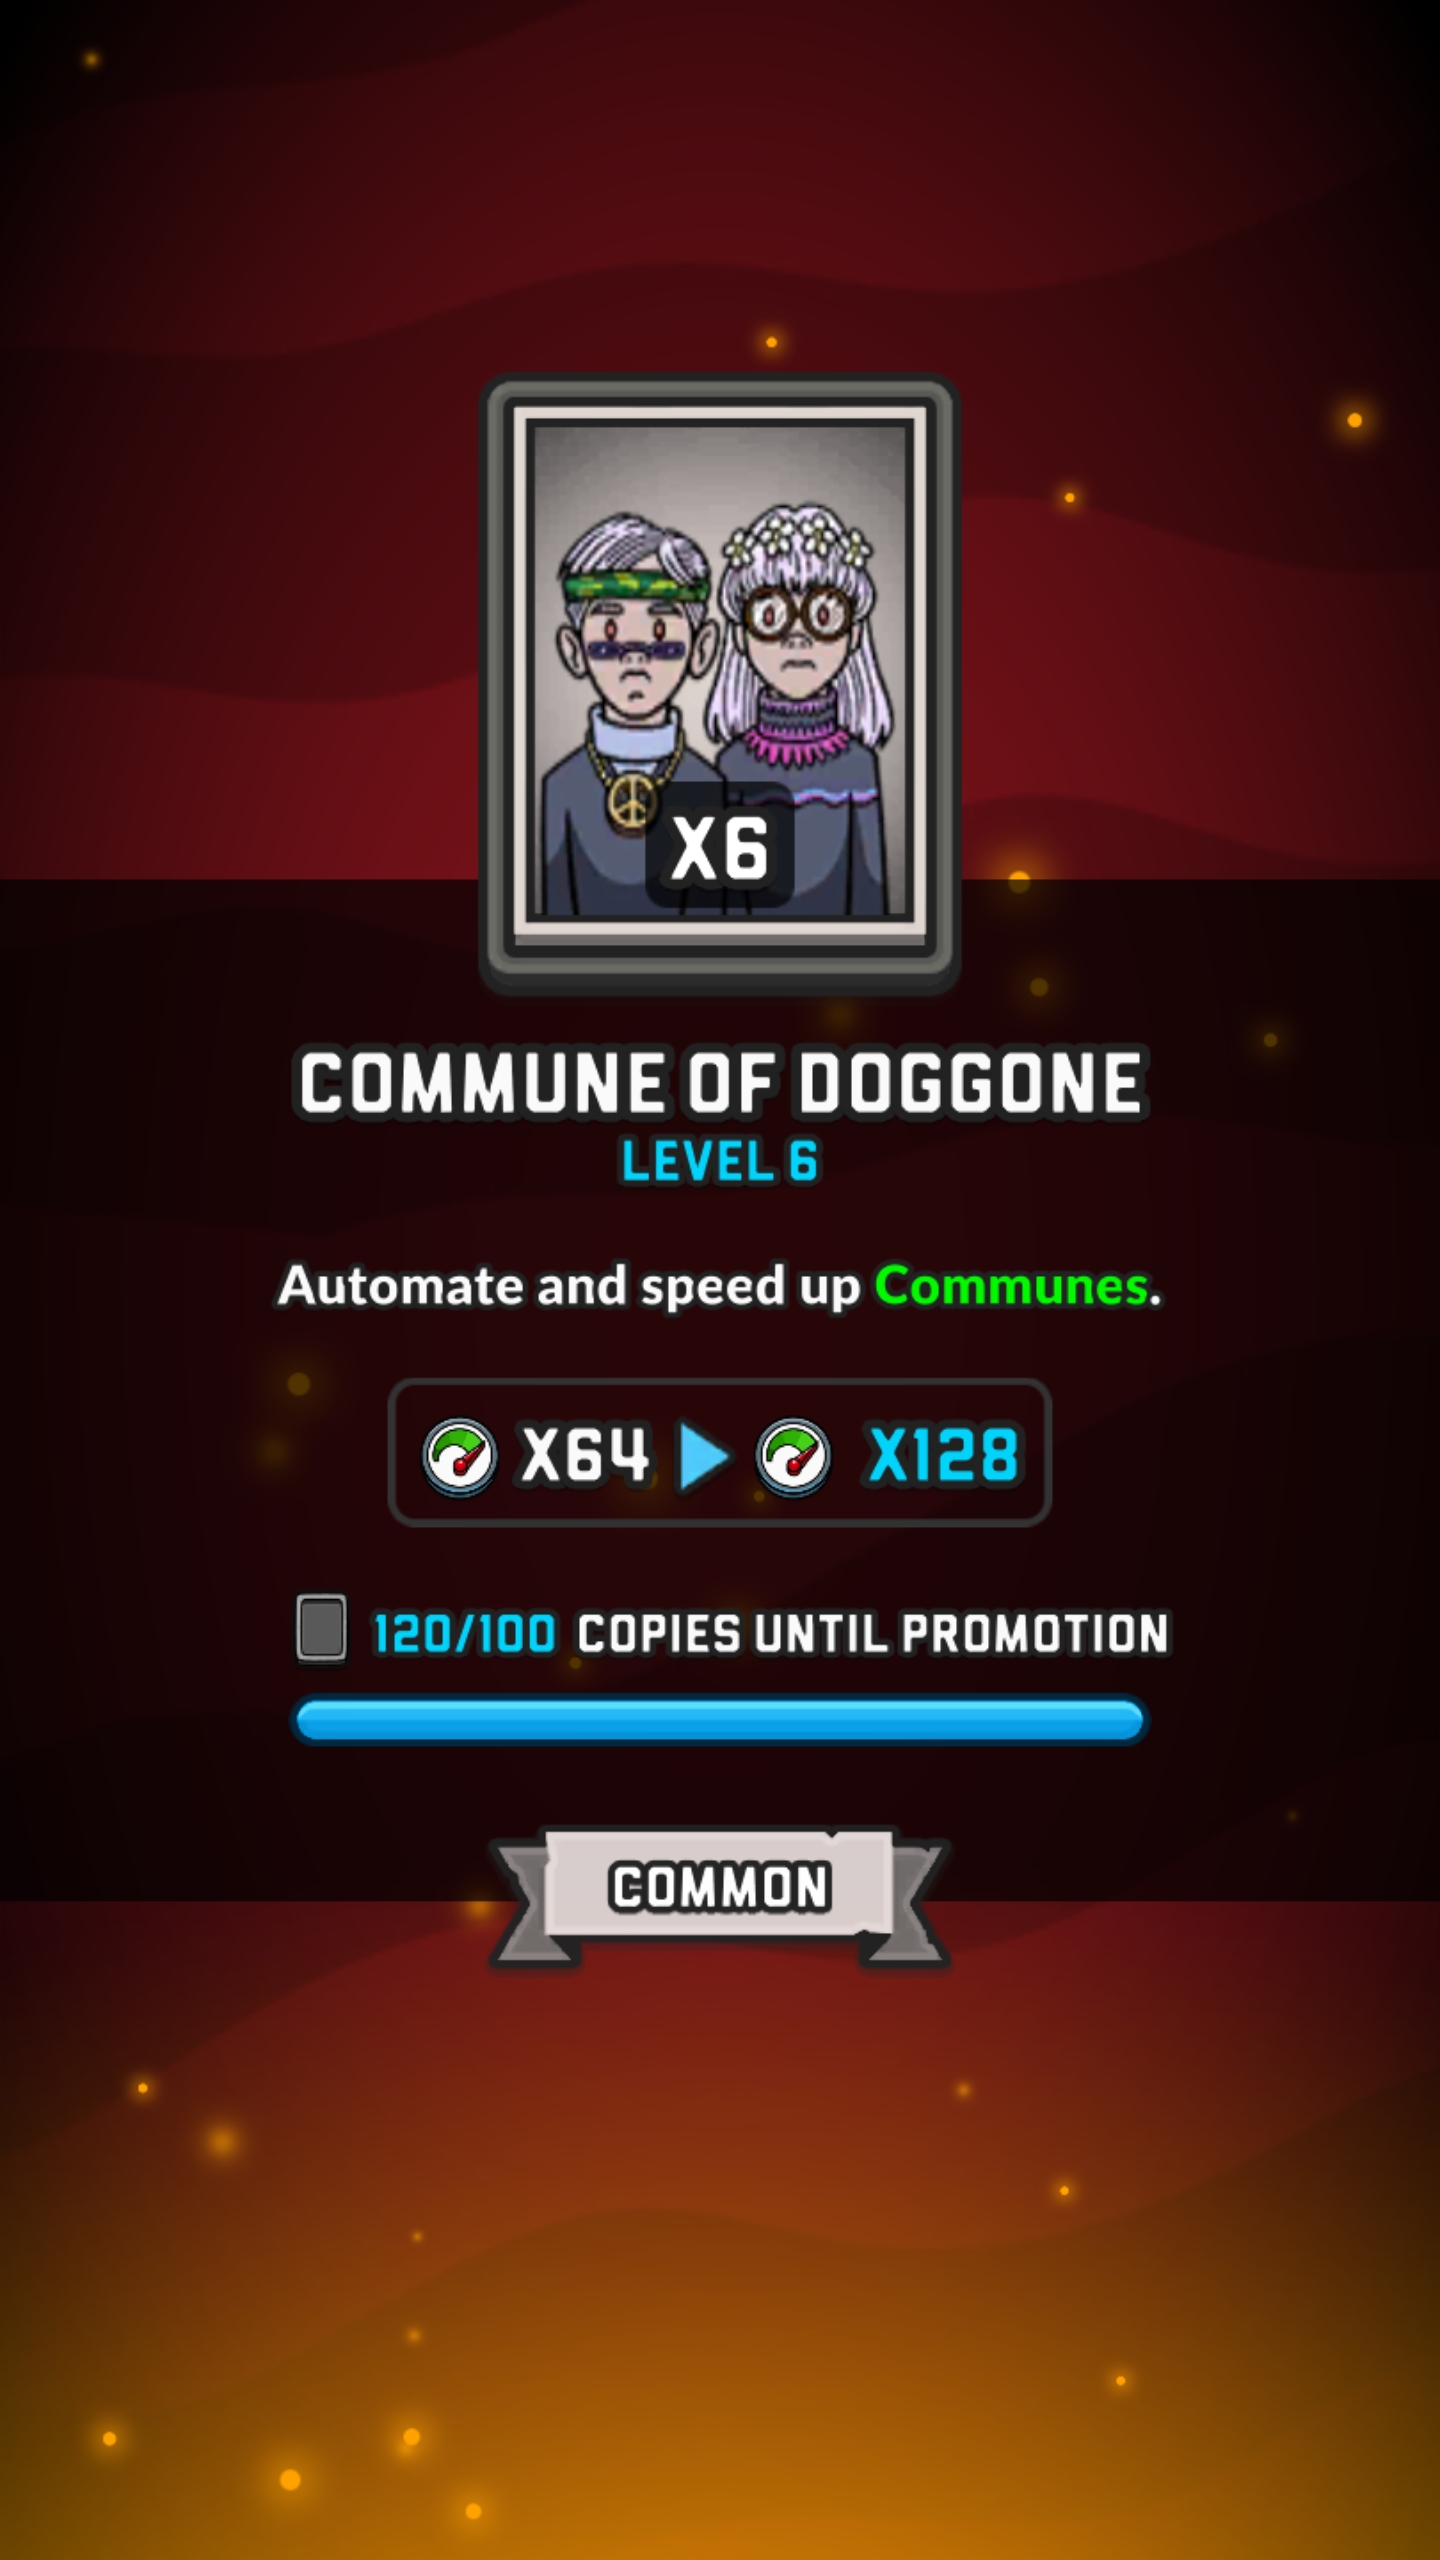 X6
COMMUNE OF DOGGONE
LEVEL 6
Automate and speed up Communes.
X64 X128
120/100 COPIES UNTIL PROMOTION
COMMON